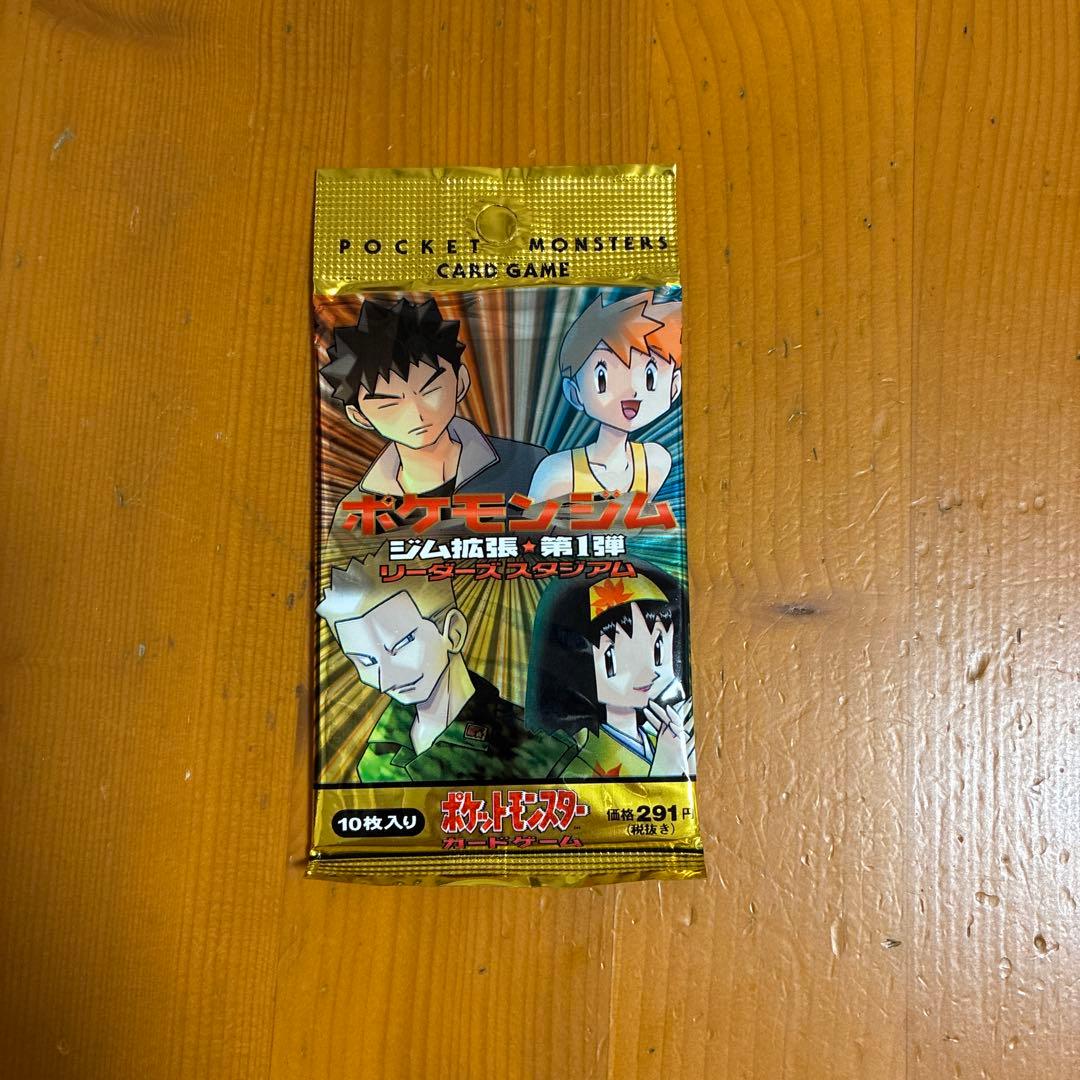 POCKET MONSTERS
CARD GAME
ポケモンジム
ジム拡張★第1弾
リーダーズスタジアム
10枚入り
ポケットモンスター
カードゲーム
価格291円
(税抜き)